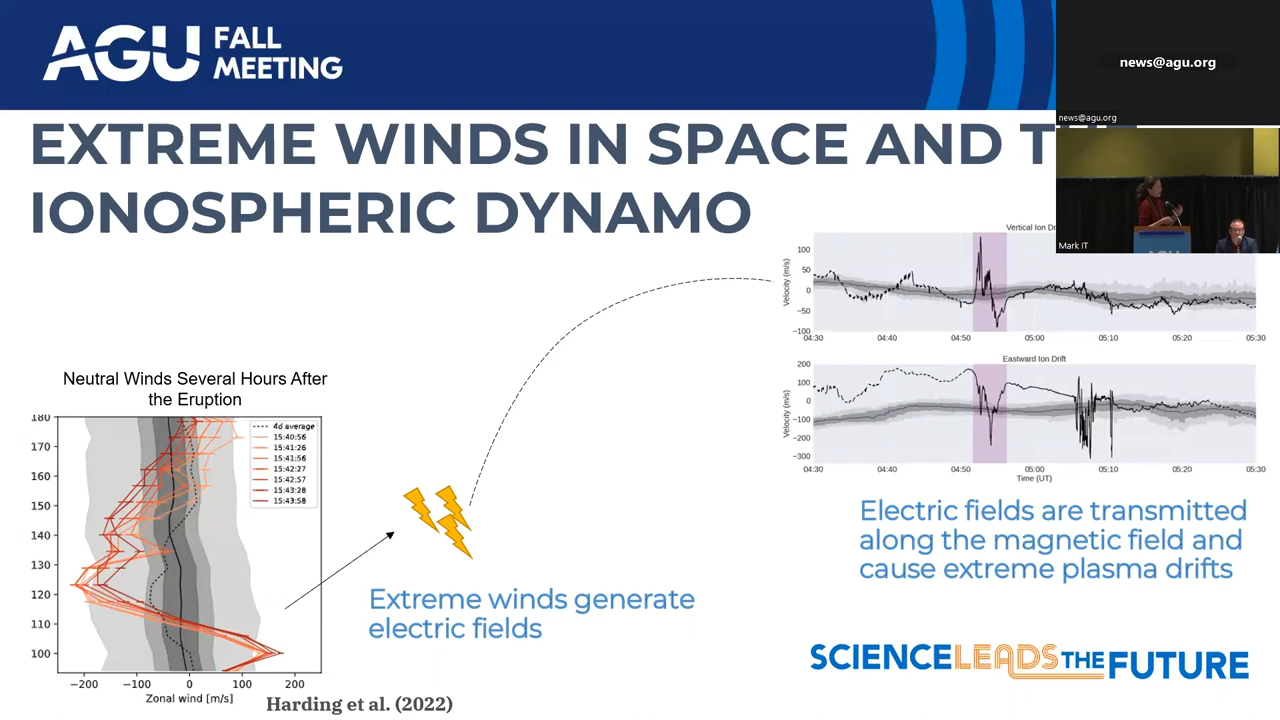 AGU FALL
MEETING
news@agu.org
news@agu.org
Mark IT
EXTREME WINDS IN SPACE AND
IONOSPHERIC DYNAMO
Neutral Winds Several Hours After
the Eruption
180
170
160
150
140
130
120
110
100
4d average
15:40:56
15:41:26
15:41:56
15:42:27
15:42:57
15:43:28
15:43:58
−200 −100 0 100 200
Zonal wind [m/s]
Harding et al. (2022)
Extreme winds generate
electric fields
Vertical Ion
Velocity (m/s)
100
50
0
−50
−100
04:30 04:40 04:50 05:00 05:10 05:20 05:30
Eastward Ion Drift
Velocity (m/s)
200
100
0
−100
−200
−300
04:30 04:40 04:50 05:00 05:10 05:20 05:30
Time (UT)
Electric fields are transmitted
along the magnetic field and
cause extreme plasma drifts
SCIENCE LEADS THE FUTURE
AGU